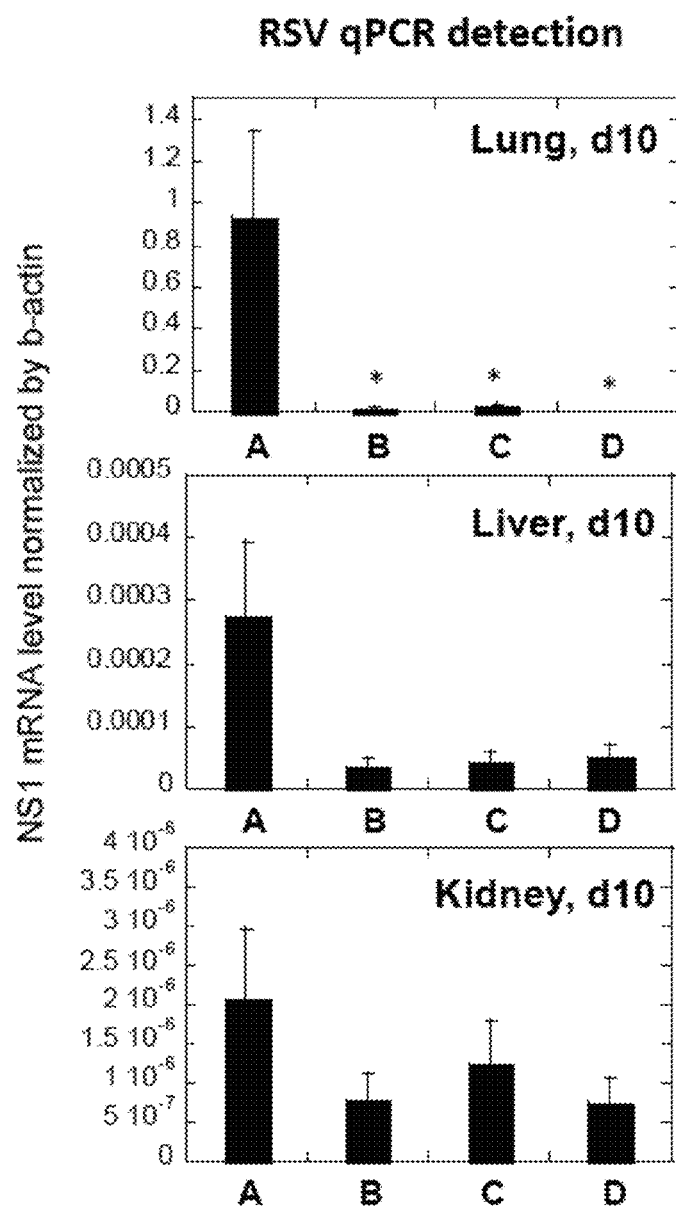 RSV qPCR detection
NS1 mRNA level normalized by b-actin
Lung, d10
1.4
1.2
1
0.8
0.6
0.4
0.2
0
* * *
A B C D
Liver, d10
0.0005
0.0004
0.0003
0.0002
0.0001
0
A B C D
Kidney, d10
4 10⁻⁶
3.5 10⁻⁶
3 10⁻⁶
2.5 10⁻⁶
2 10⁻⁶
1.5 10⁻⁶
1 10⁻⁶
5 10⁻⁷
0
A B C D